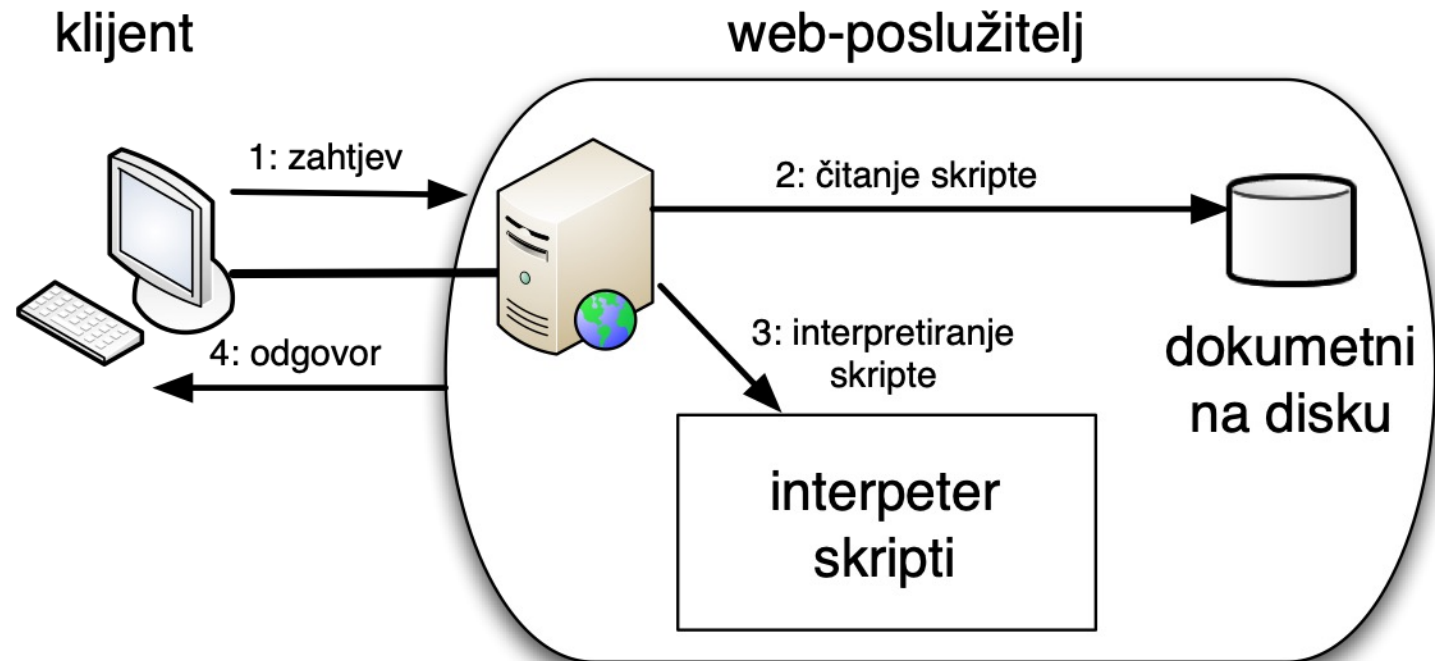 klijent
web-poslužitelj
1: zahtjev
2: čitanje skripte
3: interpretiranje
skripte
4: odgovor
dokumetni
na disku
interpeter
skripti